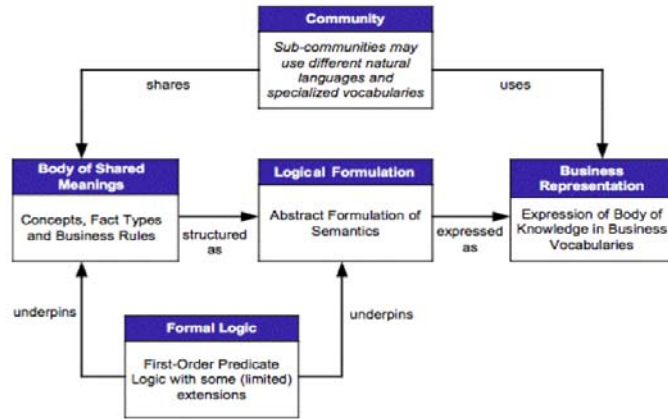 Community
Sub-communities may
use different natural
languages and
specialized vocabularies
shares
uses
Body of Shared
Meanings
Concepts, Fact Types
and Business Rules
structured
as
Logical Formulation
Abstract Formulation of
Semantics
expressed
as
Business
Representation
Expression of Body of
Knowledge in Business
Vocabularies
underpins
underpins
Formal Logic
First-Order Predicate
Logic with some (limited)
extensions